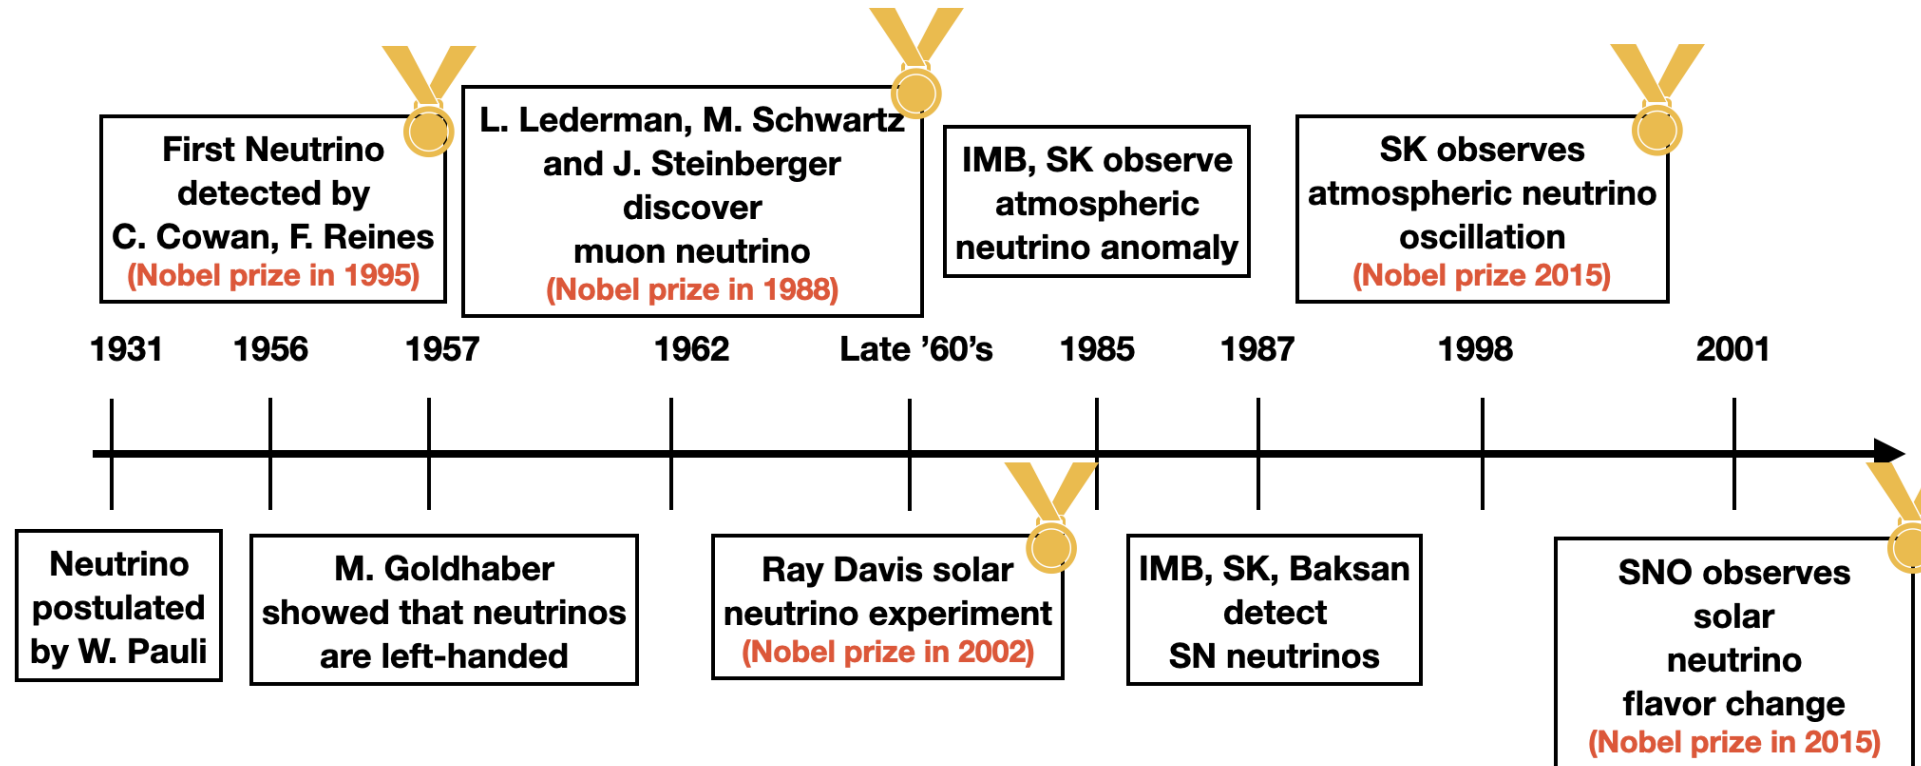 First Neutrino
detected by
C. Cowan, F. Reines
(Nobel prize in 1995)
L. Lederman, M. Schwartz
and J. Steinberger
discover
muon neutrino
(Nobel prize in 1988)
IMB, SK observe
atmospheric
neutrino anomaly
SK observes
atmospheric neutrino
oscillation
(Nobel prize 2015)
1931 1956 1957 1962 Late ’60’s 1985 1987 1998 2001
Neutrino
postulated
by W. Pauli
M. Goldhaber
showed that neutrinos
are left-handed
Ray Davis solar
neutrino experiment
(Nobel prize in 2002)
IMB, SK, Baksan
detect
SN neutrinos
SNO observes
solar
neutrino
flavor change
(Nobel prize in 2015)